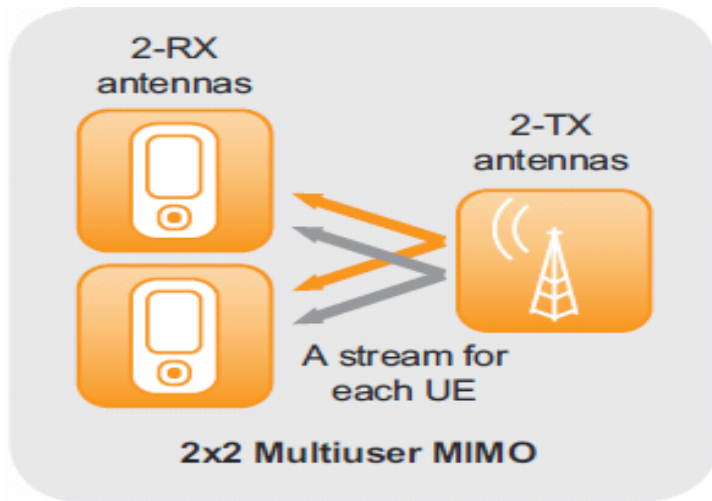 2-RX
antennas
2-TX
antennas
A stream for
each UE
2x2 Multiuser MIMO